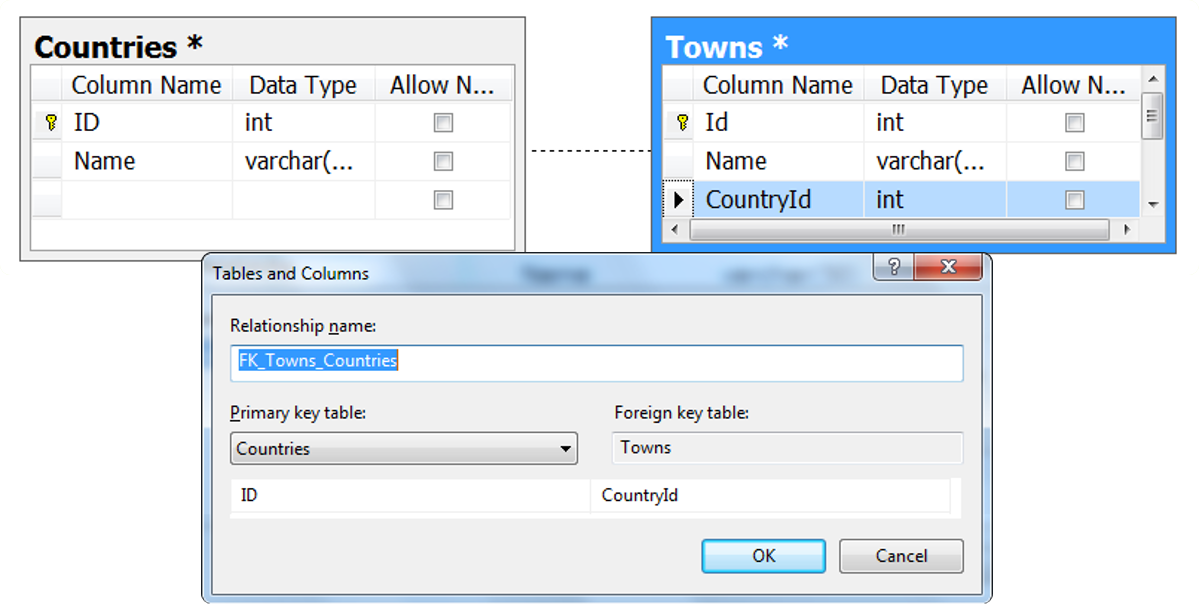 Countries *
Column Name Data Type Allow N...
ID int
Name varchar(...
Towns *
Column Name Data Type Allow N...
Id int
Name varchar(...
CountryId int
Tables and Columns
?
Relationship name:
FK_Towns_Countries
Primary key table:
Foreign key table:
Countries
Towns
ID
CountryId
OK
Cancel